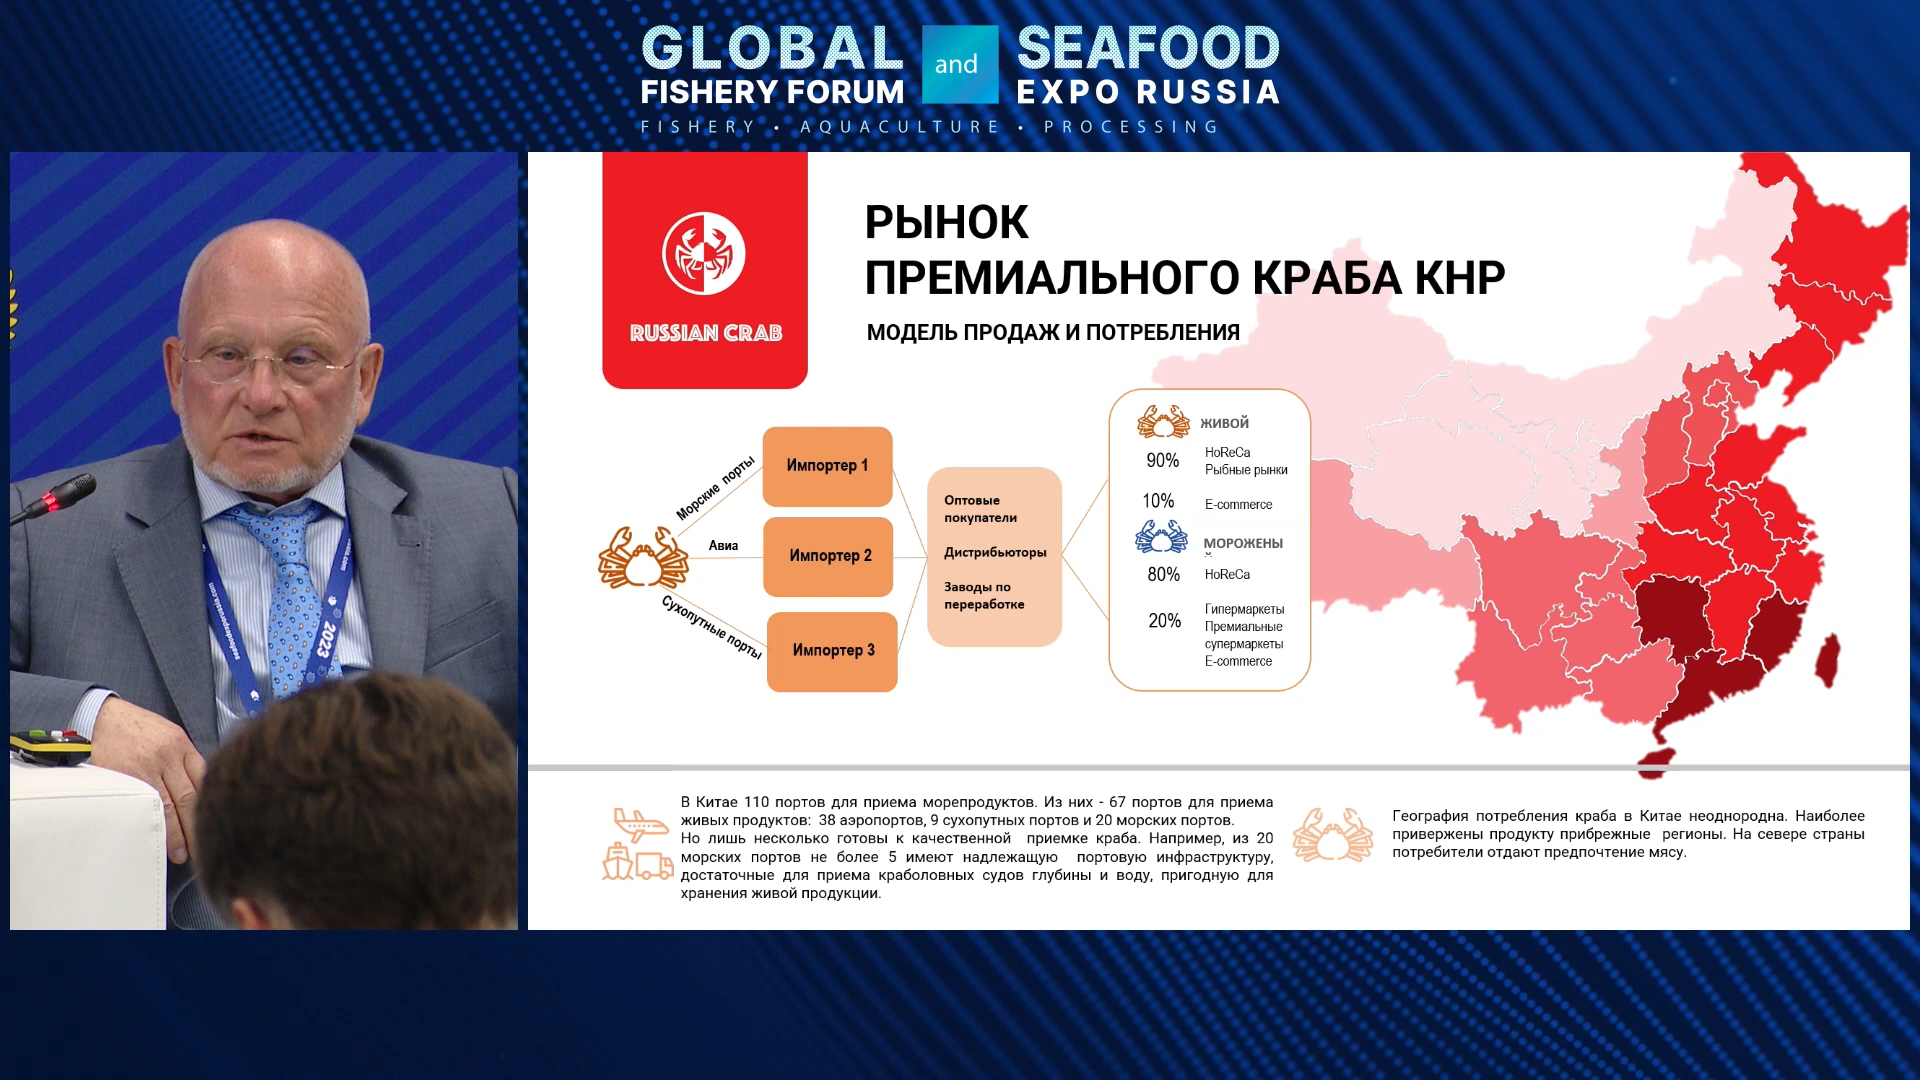 GLOBAL and SEAFOOD
FISHERY FORUM EXPO RUSSIA
FISHERY • AQUACULTURE • PROCESSING
2023
RUSSIAN CRAB
РЫНОК
ПРЕМИАЛЬНОГО КРАБА КНР
МОДЕЛЬ ПРОДАЖ И ПОТРЕБЛЕНИЯ
Морские порты
Авиа
Сухопутные порты
Импортер 1
Импортер 2
Импортер 3
Оптовые
покупатели
Дистрибьюторы
Заводы по
переработке
ЖИВОЙ
90% HoReCa
Рыбные рынки
10% E-commerce
МОРОЖЕНЫ
Й
80% HoReCa
20% Гипермаркеты
Премиальные
супермаркеты
E-commerce
В Китае 110 портов для приема морепродуктов. Из них - 67 портов для приема
живых продуктов: 38 аэропортов, 9 сухопутных портов и 20 морских портов.
Но лишь несколько готовы к качественной приемке краба. Например, из 20
морских портов не более 5 имеют надлежащую портовую инфраструктуру,
достаточные для приема краболовных судов глубины и воду, пригодную для
хранения живой продукции.
География потребления краба в Китае неоднородна. Наиболее
привержены продукту прибрежные регионы. На севере страны
потребители отдают предпочтение мясу.